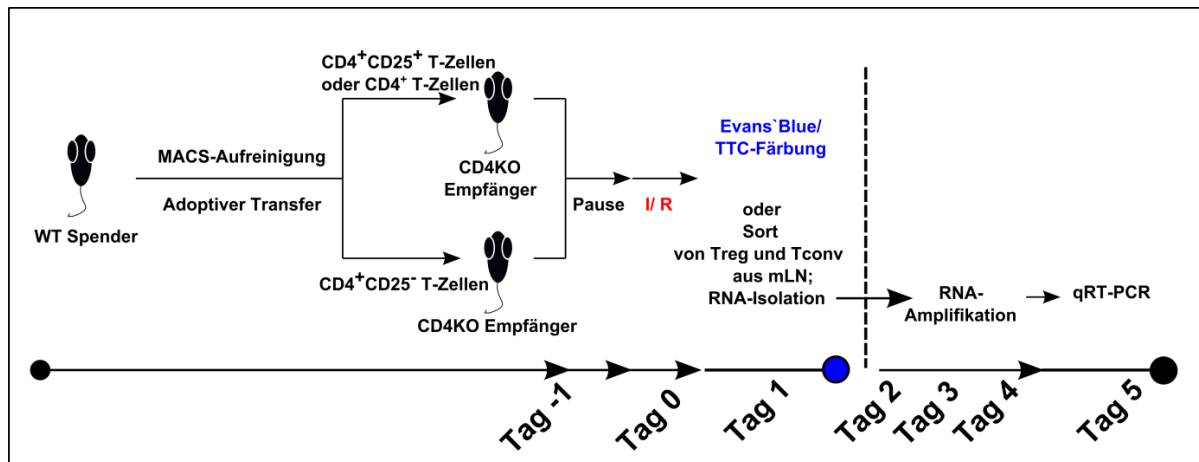 CD4+CD25+ T-Zellen
oder CD4+ T-Zellen
CD4KO
Empfänger
WT Spender
MACS-Aufreinigung
Adoptiver Transfer
CD4+CD25- T-Zellen
CD4KO Empfänger
Pause
I/ R
Evans`Blue/
TTC-Färbung
oder
Sort
von Treg und Tconv
aus mLN;
RNA-Isolation
RNA-
Amplifikation
qRT-PCR
Tag -1
Tag 0
Tag 1
Tag 2
Tag 3
Tag 4
Tag 5